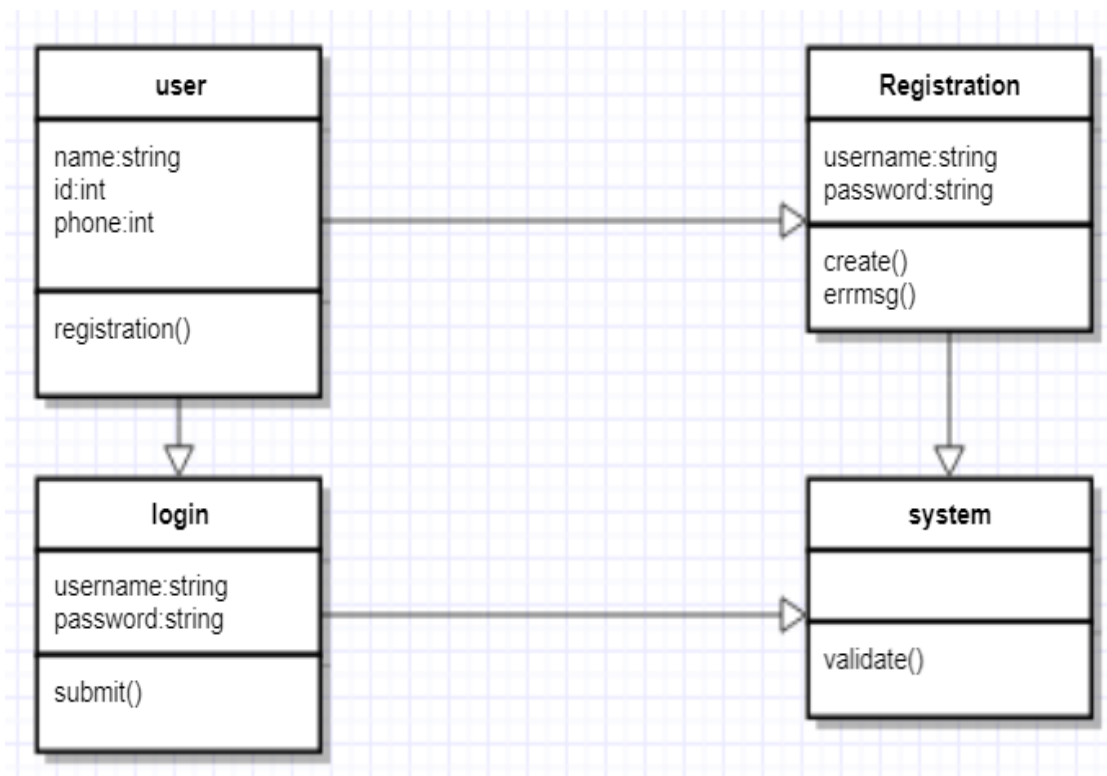 user
name:string
id:int
phone:int
registration()
Registration
username:string
password:string
create()
errmsg()
login
username:string
password:string
submit()
system
validate()